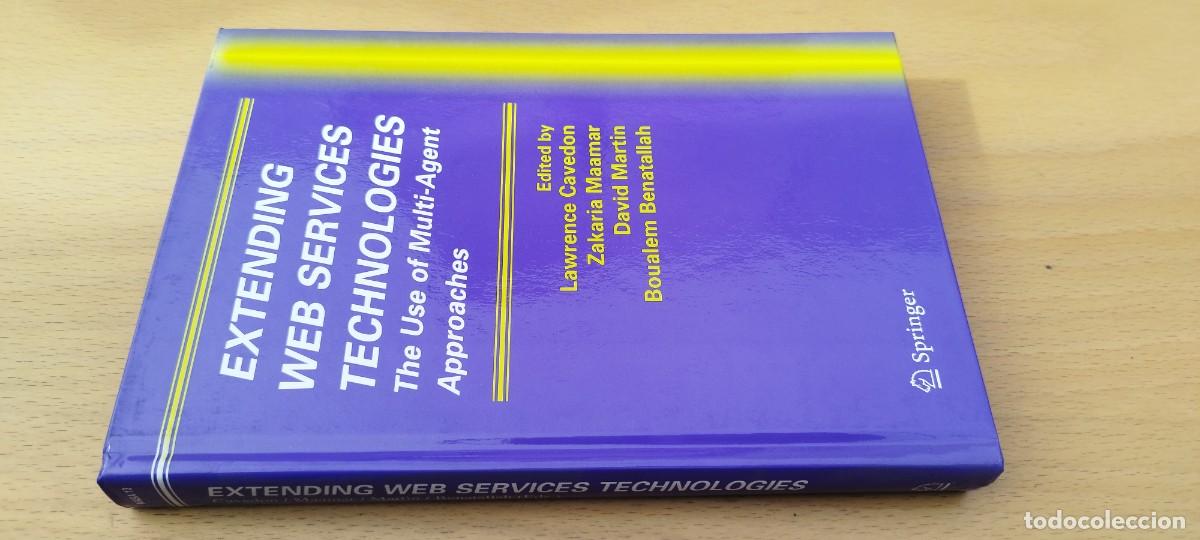 EXTENDING
WEB SERVICES
TECHNOLOGIES
The Use of Multi-Agent
Approaches
Edited by
Lawrence Cavedon
Zakaria Maamar
David Martin
Boualem Benatallah
Springer
EXTENDING WEB SERVICES TECHNOLOGIES
todocoleccion